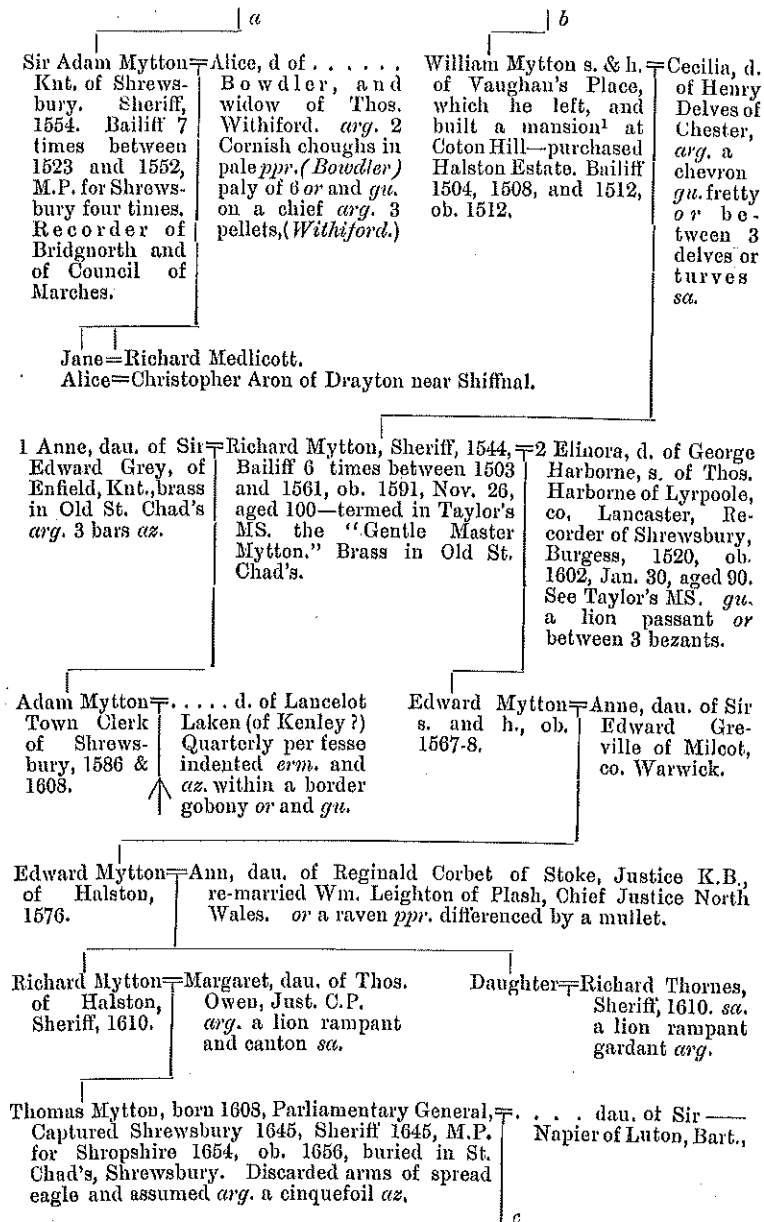 a
b
Sir Adam Mytton=Alice, d of . . . . . .
Knt. of Shrews-
bury. Sheriff,
1554. Bailiff 7
times between
1523 and 1552,
M.P. for Shrews-
bury four times.
Recorder of
Bridgnorth and
of Council of
Marches.
Bowdler, and
widow of Thos.
Withiford. arg. 2
Cornish choughs in
pale ppr. (Bowdler)
paly of 6 or and gu.
on a chief arg. 3
pellets,(Withiford.)
William Mytton s. & h.=Cecilia, d.
of Vaughan's Place,
which he left, and
built a mansion¹ at
Coton Hill—purchased
Halston Estate. Bailiff
1504, 1508, and 1512,
ob. 1512.
of Henry
Delves of
Chester,
arg. a
chevron
gu. fretty
or be-
tween 3
delves or
turves
sa.
Jane=Richard Medlicott.
Alice=Christopher Aron of Drayton near Shiffnal.
1 Anne, dau. of Sir=Richard Mytton, Sheriff, 1544,=2 Elinora, d. of George
Edward Grey, of
Enfield, Knt., brass
in Old St. Chad's
arg. 3 bars az.
Bailiff 6 times between 1503
and 1561, ob. 1591, Nov. 26,
aged 100—termed in Taylor's
MS. the "Gentle Master
Mytton." Brass in Old St.
Chad's.
Harborne, s. of Thos.
Harborne of Lyrpoole,
co. Lancaster, Re-
corder of Shrewsbury,
Burgess, 1520, ob.
1602, Jan. 30, aged 90.
See Taylor's MS. gu.
a lion passant or
between 3 bezants.
Adam Mytton=. . . . . d. of Lancelot
Town Clerk
of Shrews-
bury, 1586 &
1608.
Laken (of Kenley ?)
Quarterly per fesse
indented erm. and
az. within a border
gobony or and gu.
Edward Mytton=Anne, dau. of Sir
s. and h., ob.
1567-8.
Edward Gre-
ville of Milcot,
co. Warwick.
Edward Mytton=Ann, dau. of Reginald Corbet of Stoke, Justice K.B.,
of Halston,
1576.
re-married Wm. Leighton of Plash, Chief Justice North
Wales. or a raven ppr. differenced by a mullet.
Richard Mytton=Margaret, dau. of Thos.
of Halston,
Sheriff, 1610.
Owen, Just. C.P.
arg. a lion rampant
and canton sa.
Daughter=Richard Thornes,
Sheriff, 1610. sa.
a lion rampant
gardant arg.
Thomas Mytton, born 1608, Parliamentary General,=. . . . dau. of Sir ——
Captured Shrewsbury 1645, Sheriff 1645, M.P.
for Shropshire 1654, ob. 1656, buried in St.
Chad's, Shrewsbury. Discarded arms of spread
eagle and assumed arg. a cinquefoil az.
Napier of Luton, Bart.,
c